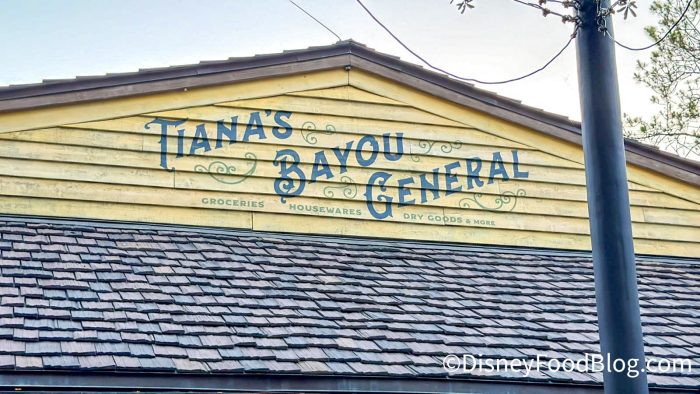 TIANA'S
BAYOU
GENERAL
GROCERIES
HOUSEWARES
DRY GOODS & MORE
©DisneyFoodBlog.com